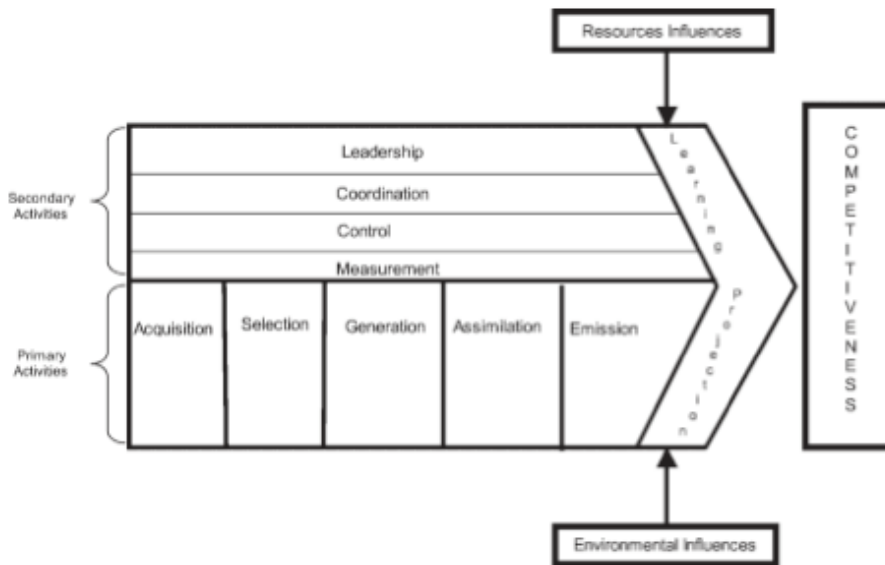 Resources Influences
Leadership
Coordination
Control
Measurement
Secondary
Activities
Learning
Acquisition
Selection
Generation
Assimilation
Emission
Primary
Activities
Projection
COMPETITIVENESS
Environmental Influences